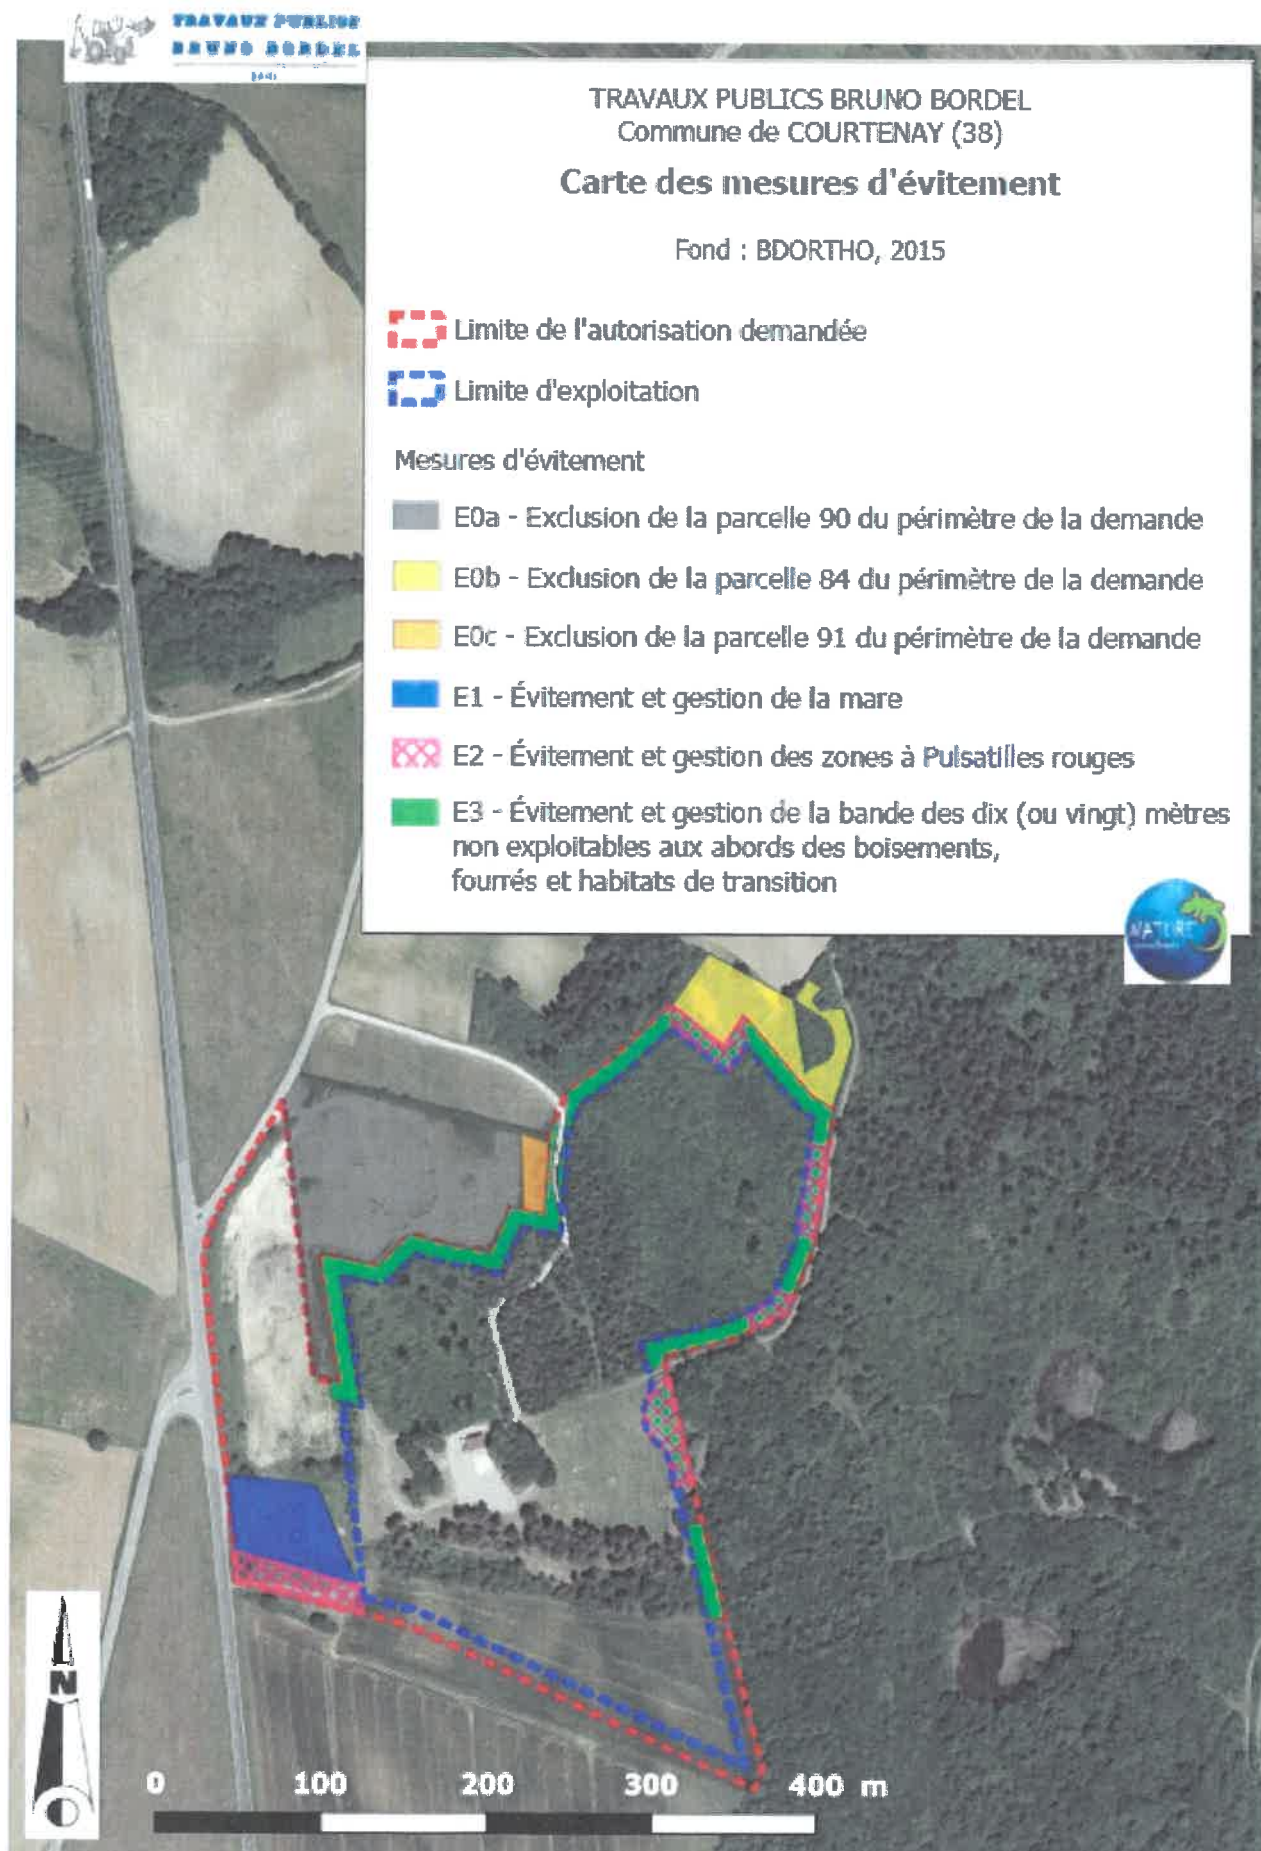 TRAVAUX PUBLICS
BRUNO BORDEL
TRAVAUX PUBLICS BRUNO BORDEL
Commune de COURTENAY (38)
Carte des mesures d'évitement
Fond : BDORTHO, 2015
Limite de l'autorisation demandée
Limite d'exploitation
Mesures d'évitement
E0a - Exclusion de la parcelle 90 du périmètre de la demande
E0b - Exclusion de la parcelle 84 du périmètre de la demande
E0c - Exclusion de la parcelle 91 du périmètre de la demande
E1 - Évitement et gestion de la mare
E2 - Évitement et gestion des zones à Pulsatilles rouges
E3 - Évitement et gestion de la bande des dix (ou vingt) mètres
non exploitables aux abords des boisements,
fourrés et habitats de transition
NATURE
N
0 100 200 300 400 m